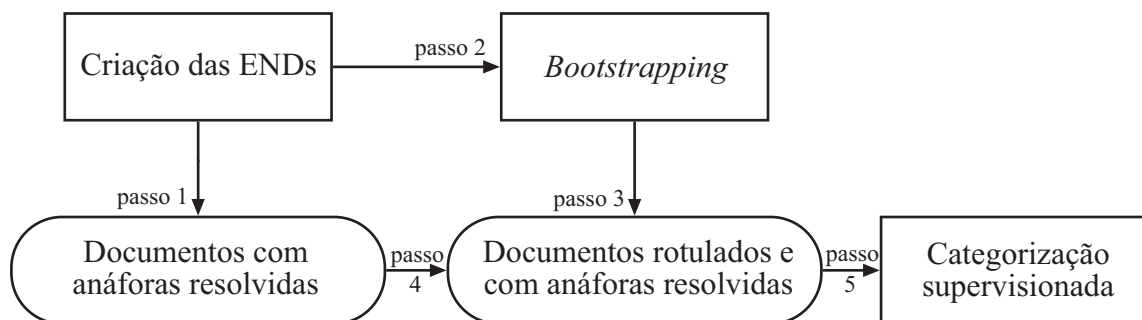 Criação das ENDs
passo 2
Bootstrapping
passo 1
passo 3
Documentos com
anáforas resolvidas
passo
4
Documentos rotulados e
com anáforas resolvidas
passo
5
Categorização
supervisionada